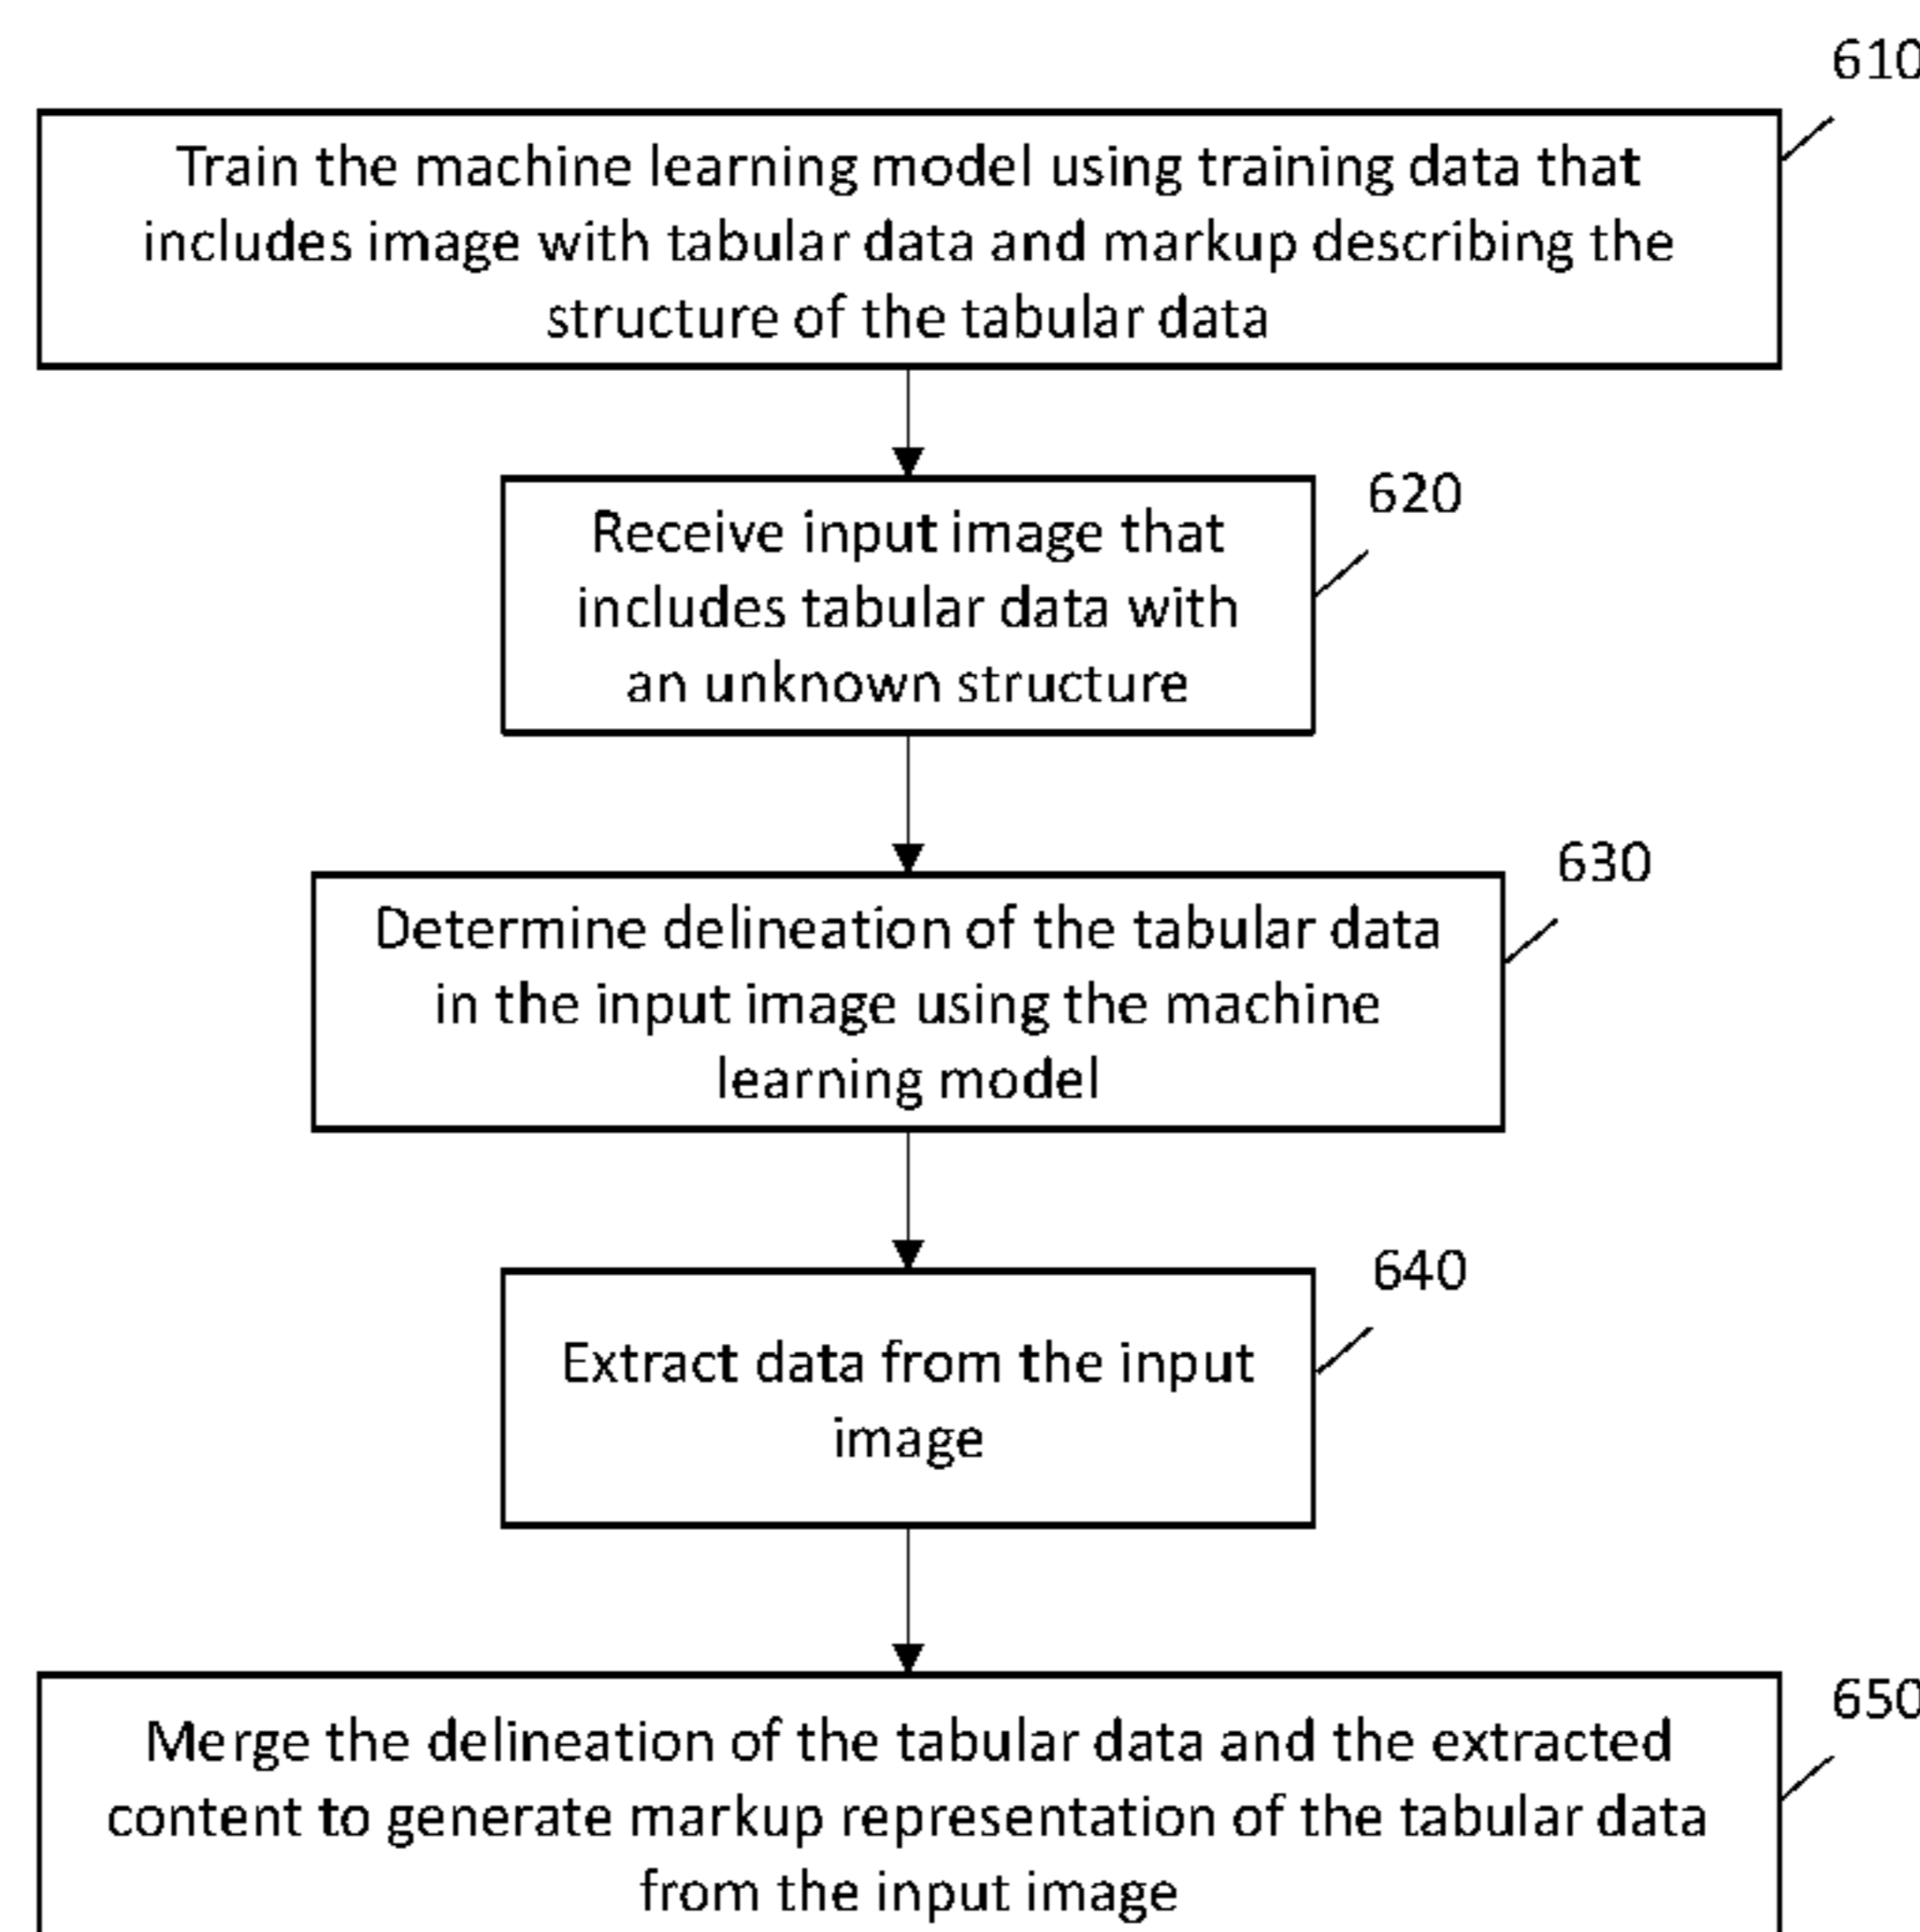 610
Train the machine learning model using training data that
includes image with tabular data and markup describing the
structure of the tabular data
620
Receive input image that
includes tabular data with
an unknown structure
630
Determine delineation of the tabular data
in the input image using the machine
learning model
640
Extract data from the input
image
650
Merge the delineation of the tabular data and the extracted
content to generate markup representation of the tabular data
from the input image